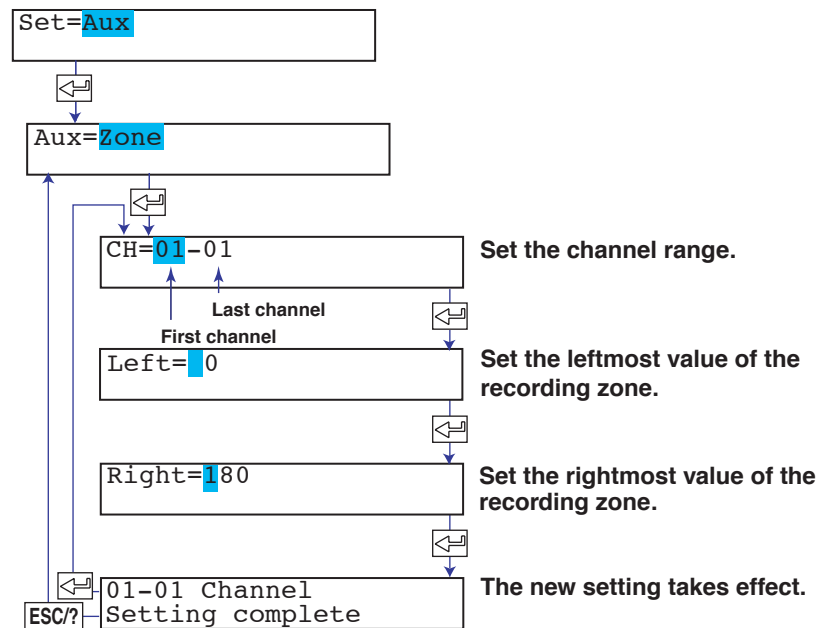 Set=Aux
Aux=Zone
CH=01-01
Set the channel range.
Last channel
First channel
Left= 0
Set the leftmost value of the
recording zone.
Right=180
Set the rightmost value of the
recording zone.
01-01 Channel
Setting complete
The new setting takes effect.
ESC/?